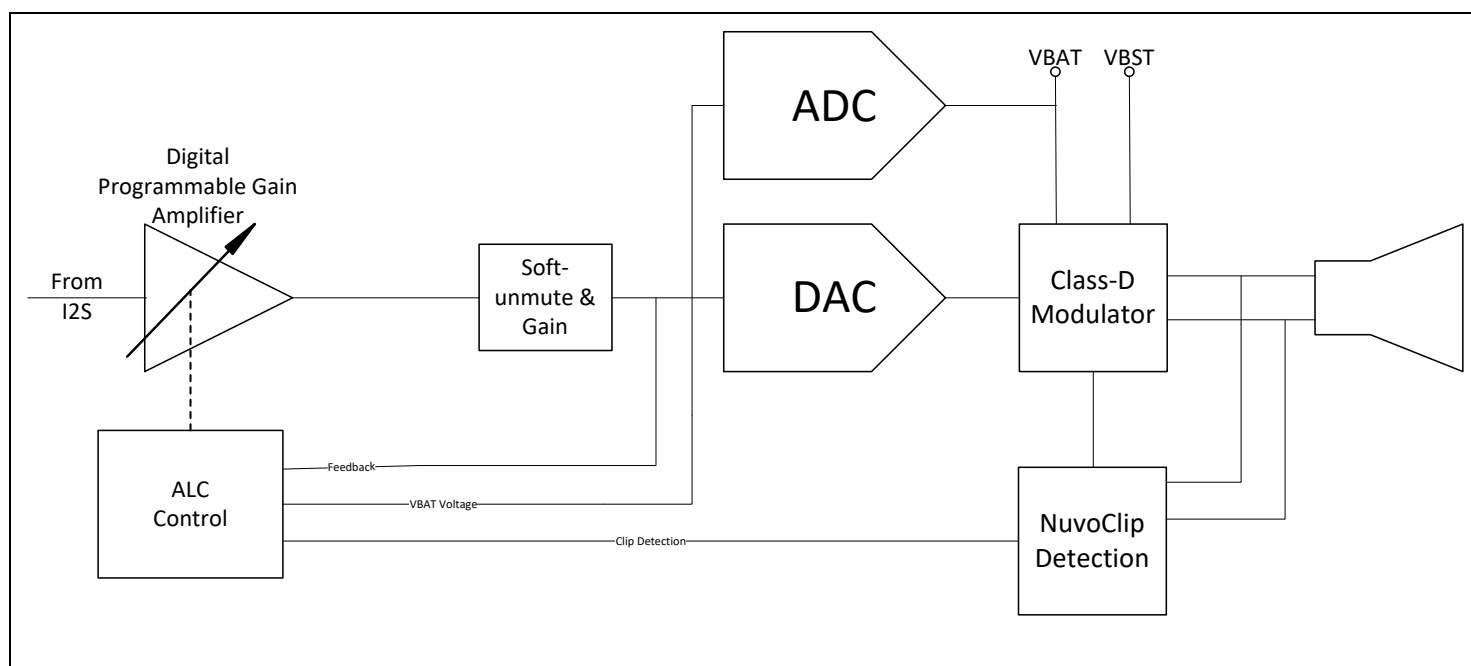 VBAT VBST
ADC
Digital
Programmable Gain
Amplifier
From
I2S
Soft-
unmute &
Gain
DAC
Class-D
Modulator
ALC
Control
Feedback
VBAT Voltage
Clip Detection
NuvoClip
Detection